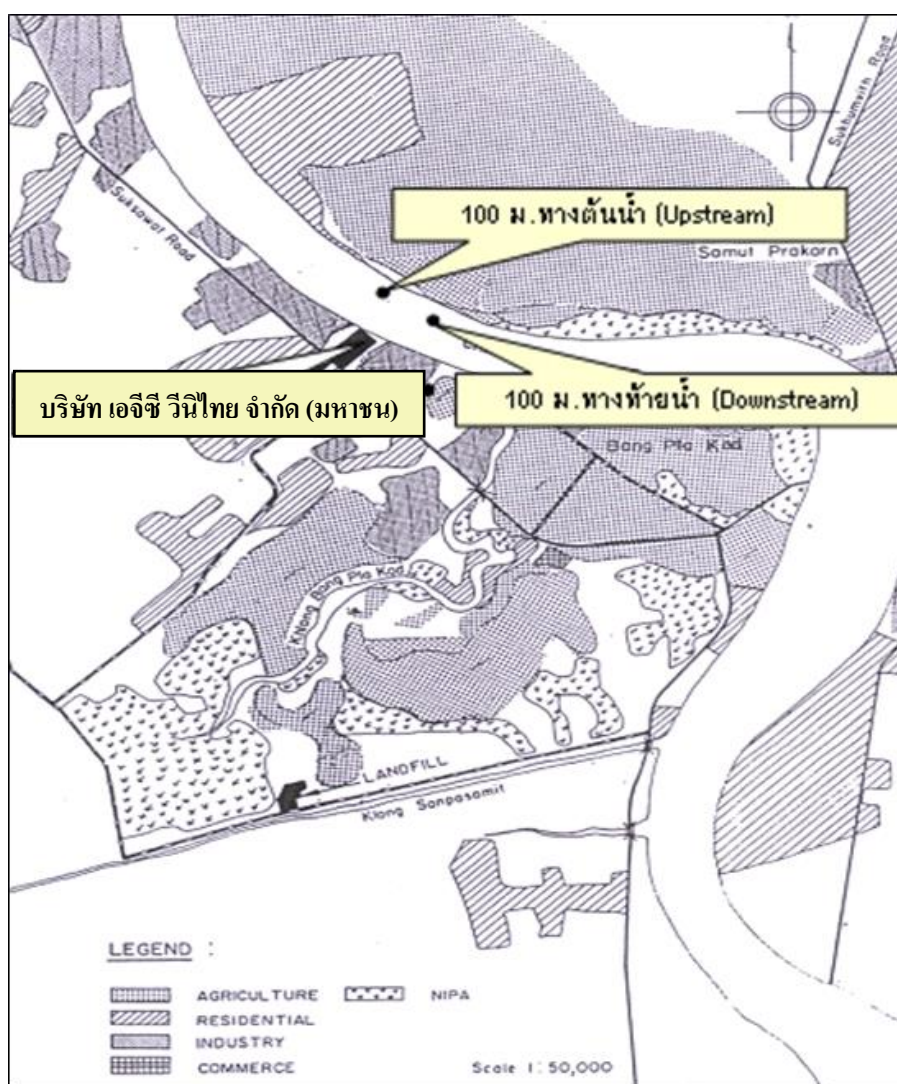 Sukhumvith Road
100 ม.ทางต้นน้ำ (Upstream)
Suksawat Road
Samut Prakarn
บริษัท เอจีซี วีนิไทย จำกัด (มหาชน)
100 ม.ทางท้ายน้ำ (Downstream)
Bang Pla Kod
Khlong Bang Pla Kod
LANDFILL
Klong Sanpasamit
LEGEND :
AGRICULTURE NIPA
RESIDENTIAL
INDUSTRY
COMMERCE Scale 1:50,000